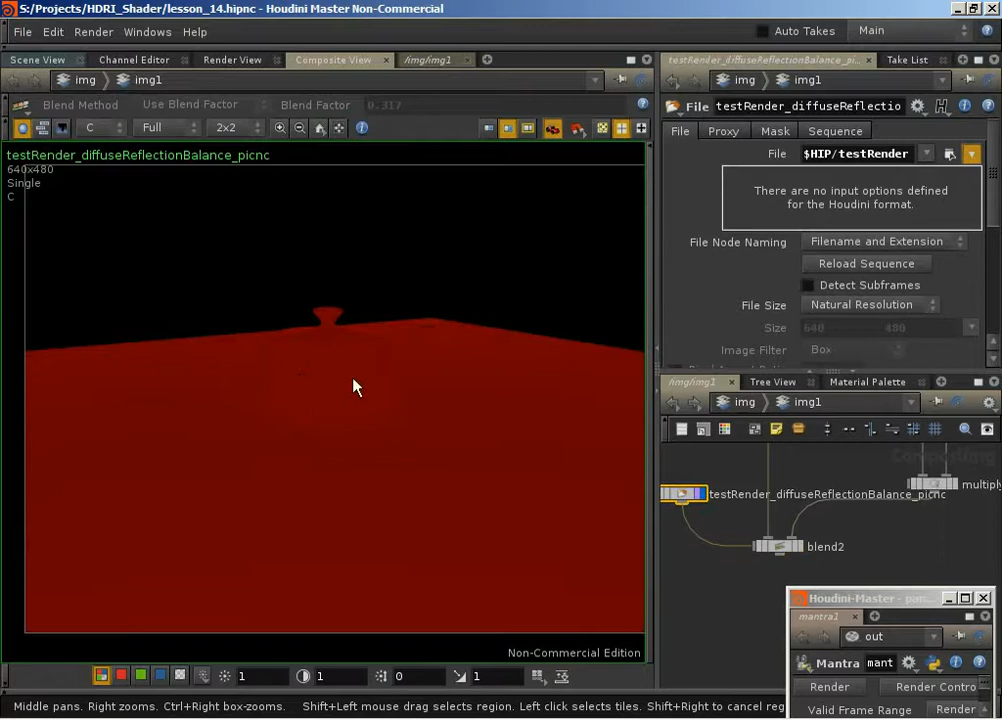 S:/Projects/HDRI_Shader/lesson_14.hipnc - Houdini Master Non-Commercial
File Edit Render Windows Help
Auto Takes Main
Scene View Channel Editor Render View Composite View /img/img1
testRender_diffuseReflectionBalance_pi... Take List
img img1
img img1
Blend Method Use Blend Factor Blend Factor 0.317
File testRender_diffuseReflectio
C Full 2x2
File Proxy Mask Sequence
testRender_diffuseReflectionBalance_picnc
640x480
Single
C
File $HIP/testRender
There are no input options defined
for the Houdini format.
File Node Naming Filename and Extension
Reload Sequence
Detect Subframes
File Size Natural Resolution
Size 640 480
Image Filter Box
/img/img1 Tree View Material Palette
img img1
Compositing
multiply
testRender_diffuseReflectionBalance_picnc
blend2
Houdini-Master - pan
mantra1
out
Mantra mant
Render Render Contro
Valid Frame Range Render
Non-Commercial Edition
1 1 0 1
Middle pans. Right zooms. Ctrl+Right box-zooms. Shift+Left mouse drag selects region. Left click selects tiles. Shift+Right to cancel reg